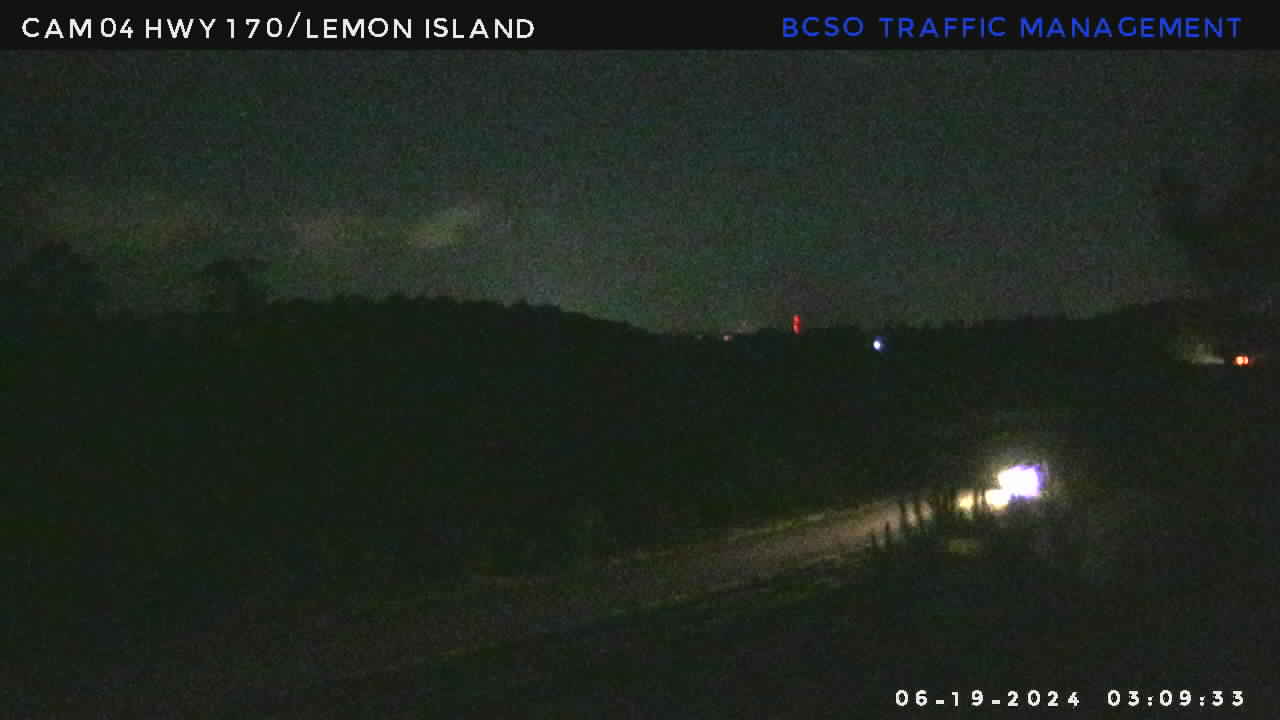 CAM04 HWY 170/LEMON ISLAND
BCSO TRAFFIC MANAGEMENT
06-19-2024 03:09:33